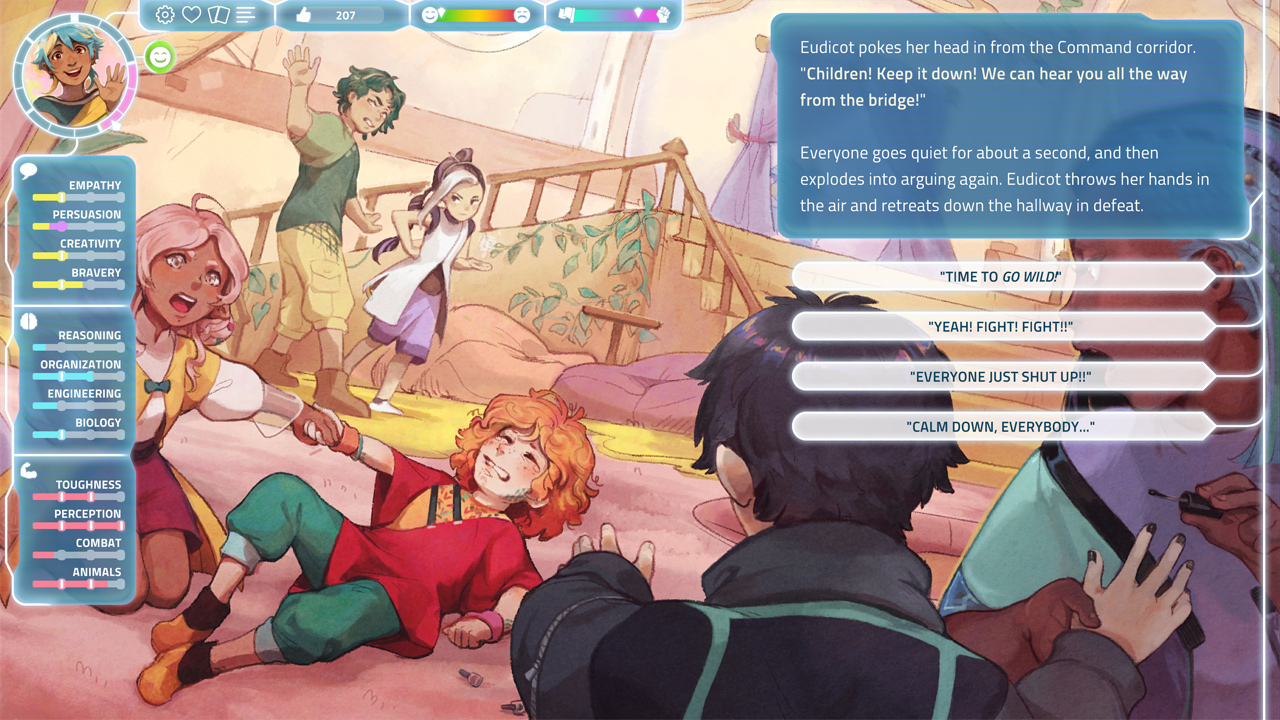 207
EMPATHY
PERSUASION
CREATIVITY
BRAVERY
REASONING
ORGANIZATION
ENGINEERING
BIOLOGY
TOUGHNESS
PERCEPTION
COMBAT
ANIMALS
Eudicot pokes her head in from the Command corridor.
"Children! Keep it down! We can hear you all the way
from the bridge!"
Everyone goes quiet for about a second, and then
explodes into arguing again. Eudicot throws her hands in
the air and retreats down the hallway in defeat.
"TIME TO GO WILD!"
"YEAH! FIGHT! FIGHT!!"
"EVERYONE JUST SHUT UP!!"
"CALM DOWN, EVERYBODY..."